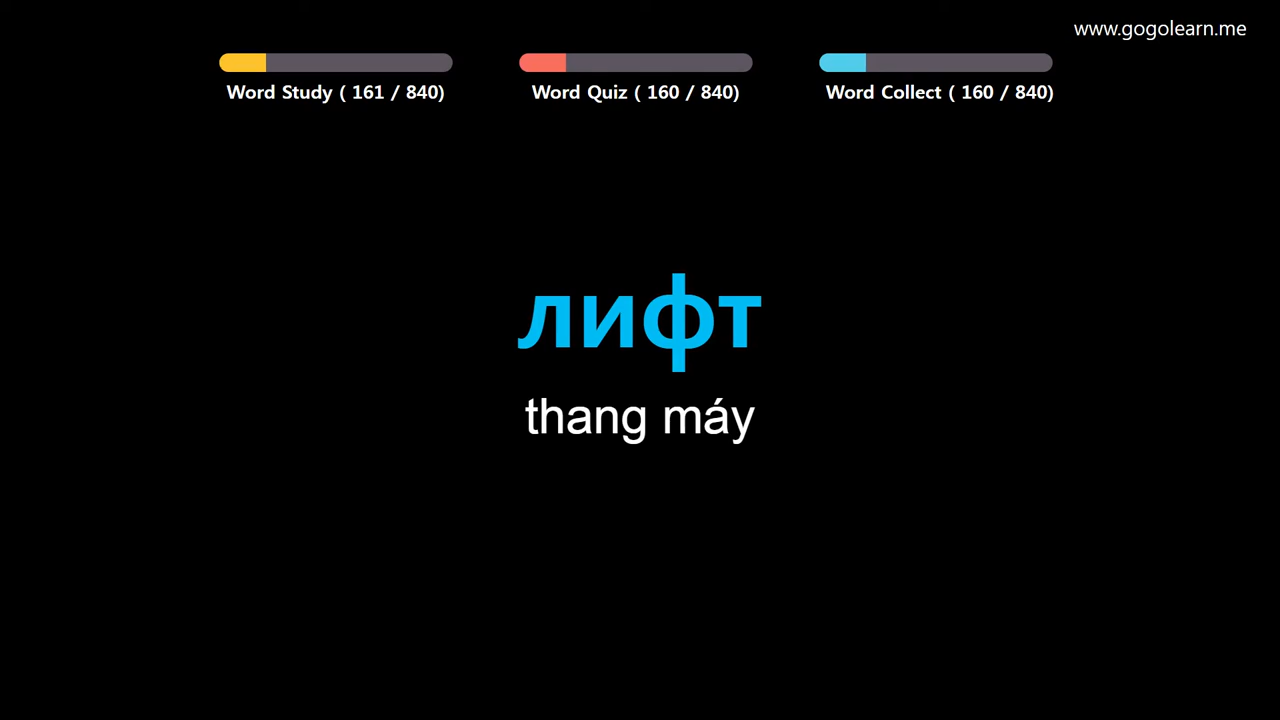 www.gogolearn.me
Word Study ( 161 / 840)
Word Quiz ( 160 / 840)
Word Collect ( 160 / 840)
лифт
thang máy